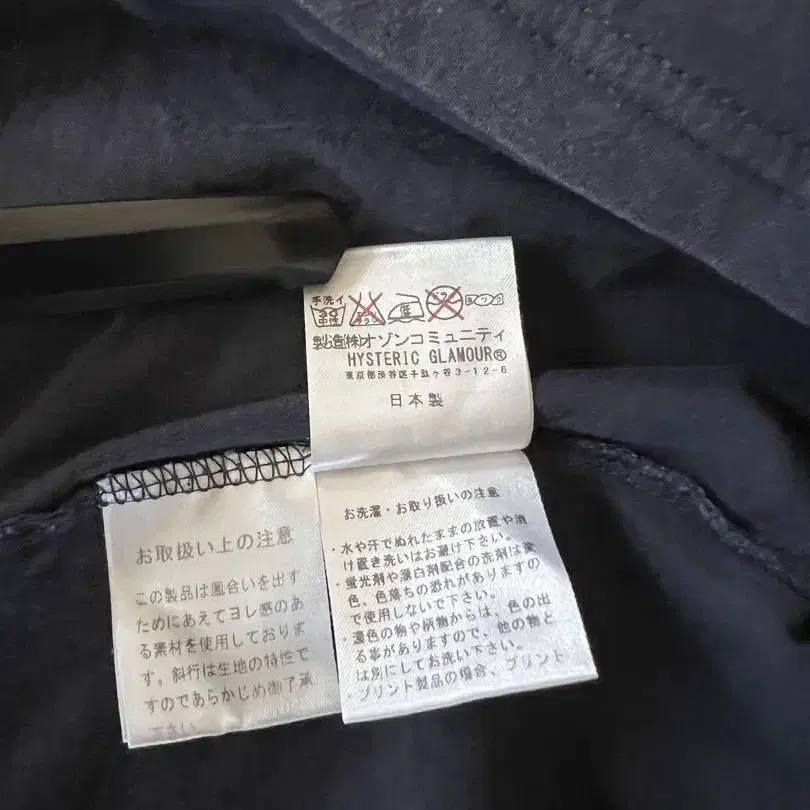 手洗イ
中性
製造(株)オゾンコミュニティ
HYSTERIC GLAMOUR®
東京都渋谷区千駄ヶ谷3-12-6
日本製
お洗濯・お取り扱いの注意
・水や汗でぬれたままの放置や漬
け置き洗いはお避け下さい。
・蛍光剤や漂白剤配合の洗剤は変
色、色落ちの恐れがありますの
で使用しないで下さい。
・濃色の物や柄物からは、色の出
る事がありますので、他の物と
は別にしてお洗い下さい。
プリント製品の場合、プリント
お取扱い上の注意
この製品は風合いを出す
ためにあえてヨレ感のあ
る素材を使用しておりま
す。斜行は生地の特性で
すのであらかじめ御了承
下さい。